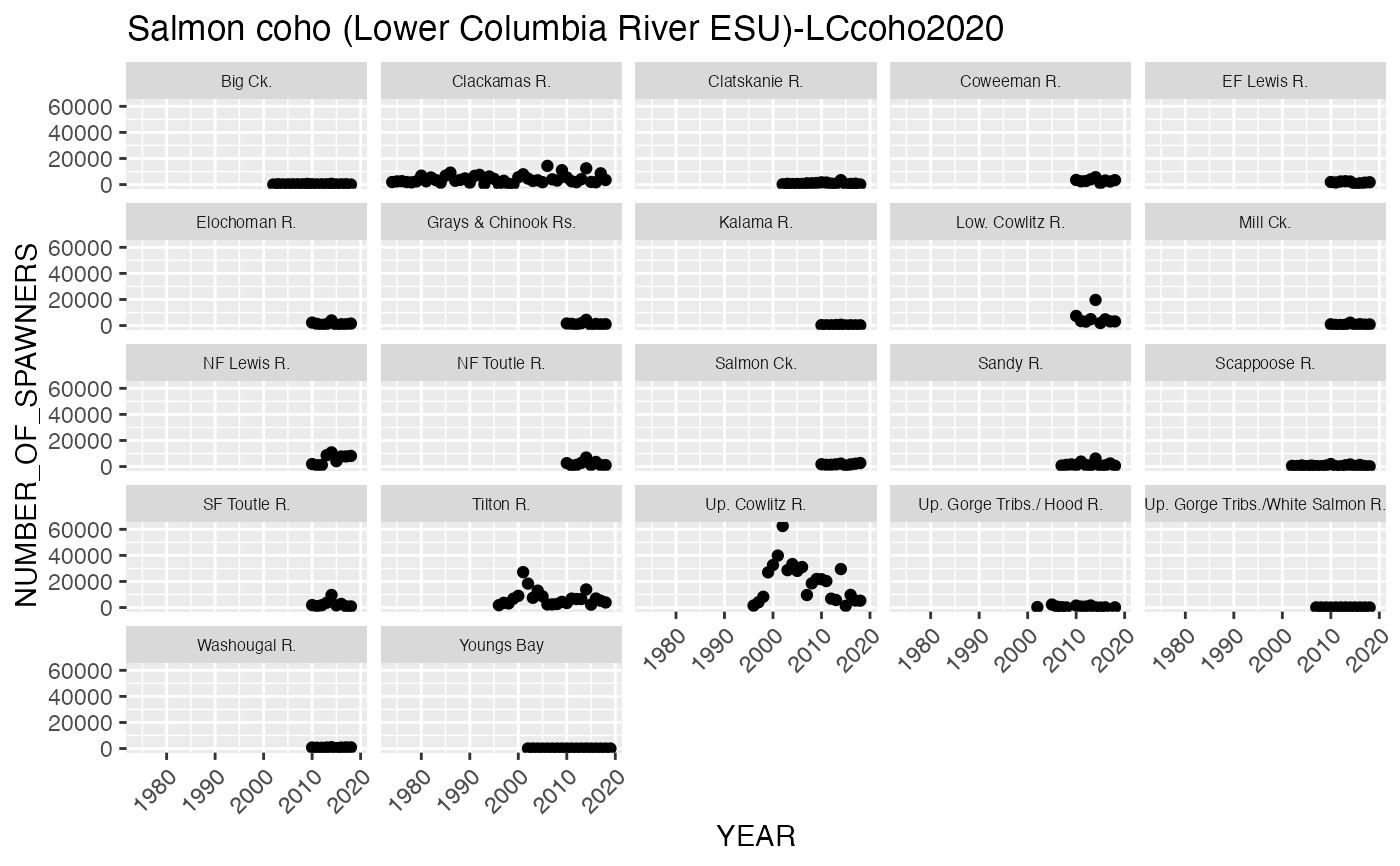 Salmon coho (Lower Columbia River ESU)-LCcoho2020
Big Ck.
Clackamas R.
Clatskanie R.
Coweeman R.
EF Lewis R.
60000
40000
20000
0
Elochoman R.
Grays & Chinook Rs.
Kalama R.
Low. Cowlitz R.
Mill Ck.
60000
40000
20000
0
NF Lewis R.
NF Toutle R.
Salmon Ck.
Sandy R.
Scappoose R.
60000
40000
20000
0
SF Toutle R.
Tilton R.
Up. Cowlitz R.
Up. Gorge Tribs./ Hood R.
Up. Gorge Tribs./White Salmon R.
60000
40000
20000
0
1980 1990 2000 2010 2020
1980 1990 2000 2010 2020
1980 1990 2000 2010 2020
Washougal R.
Youngs Bay
60000
40000
20000
0
1980 1990 2000 2010 2020
1980 1990 2000 2010 2020
NUMBER_OF_SPAWNERS
YEAR